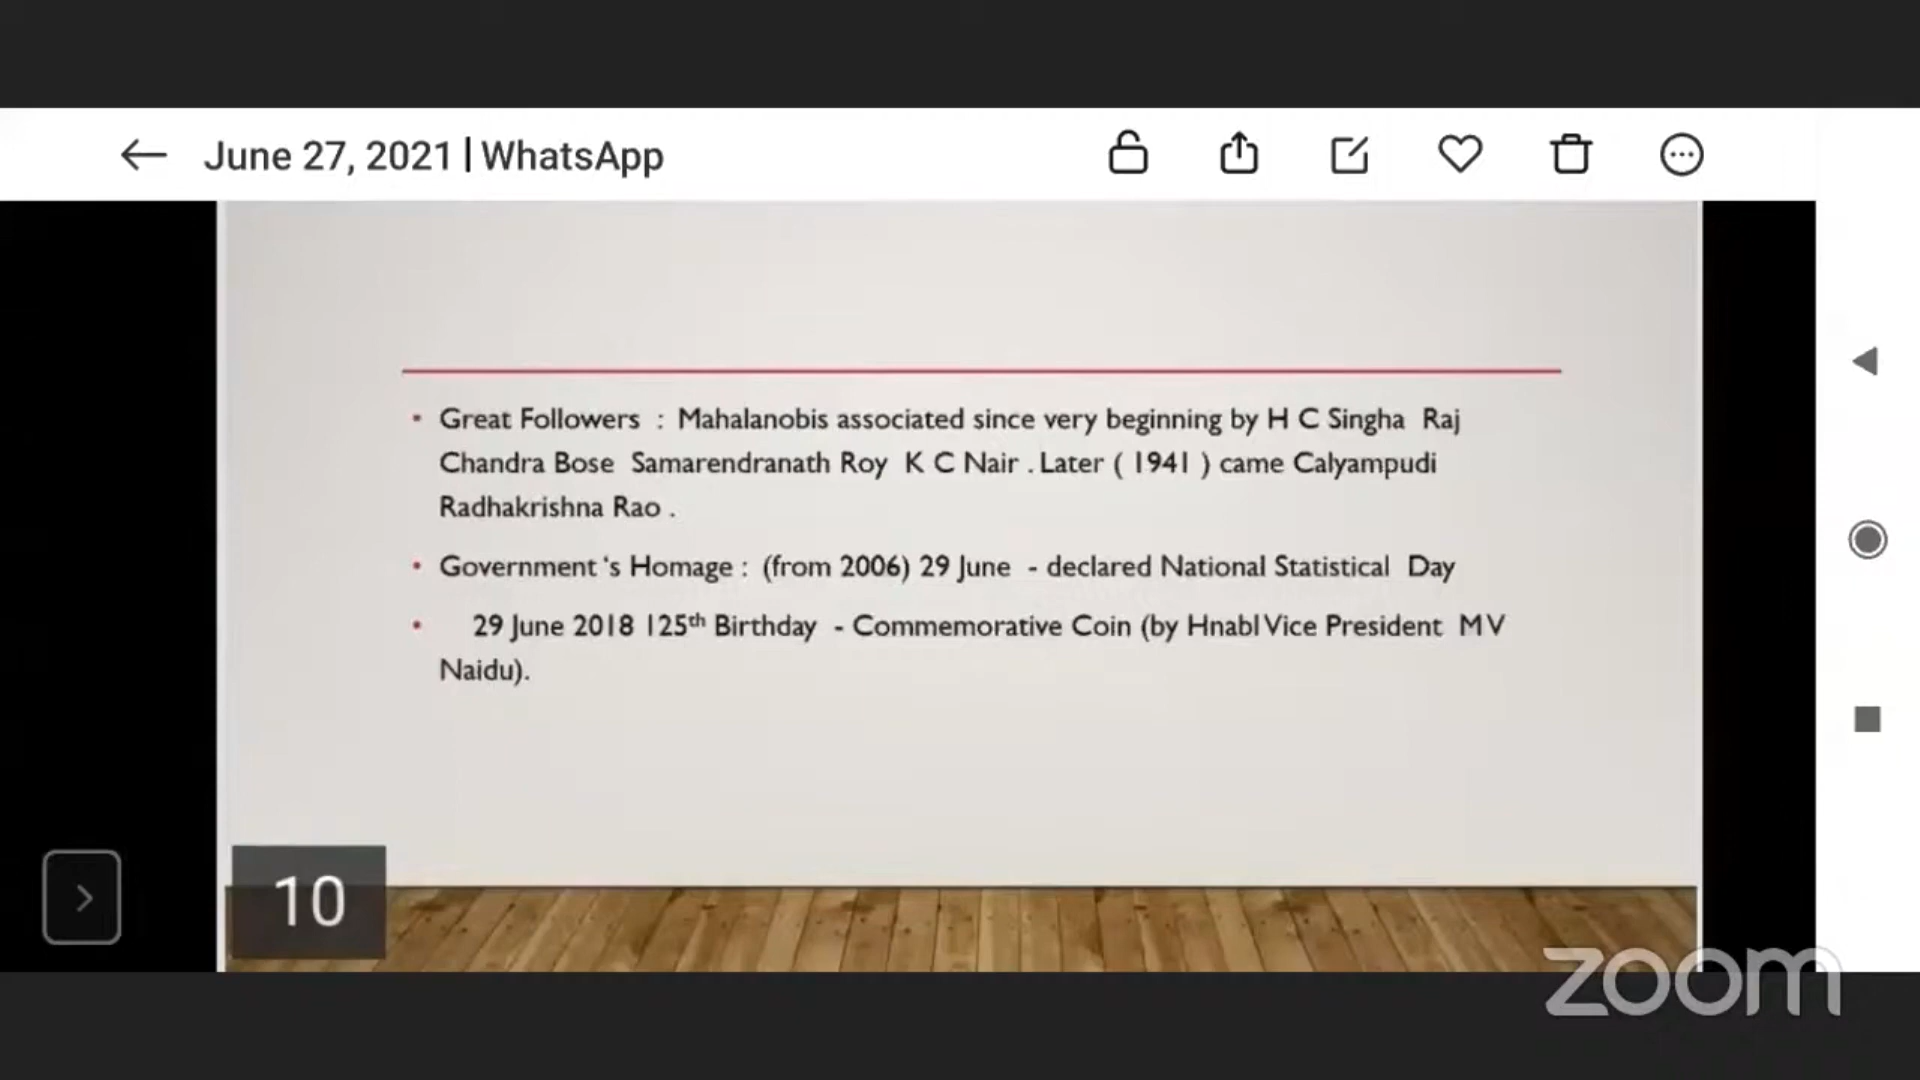 June 27, 2021 | WhatsApp
• Great Followers : Mahalanobis associated since very beginning by H C Singha Raj
Chandra Bose Samarendranath Roy K C Nair . Later ( 1941 ) came Calyampudi
Radhakrishna Rao .
• Government 's Homage : (from 2006) 29 June - declared National Statistical Day
• 29 June 2018 125th Birthday - Commemorative Coin (by Hnabl Vice President M V
Naidu).
10
zoom